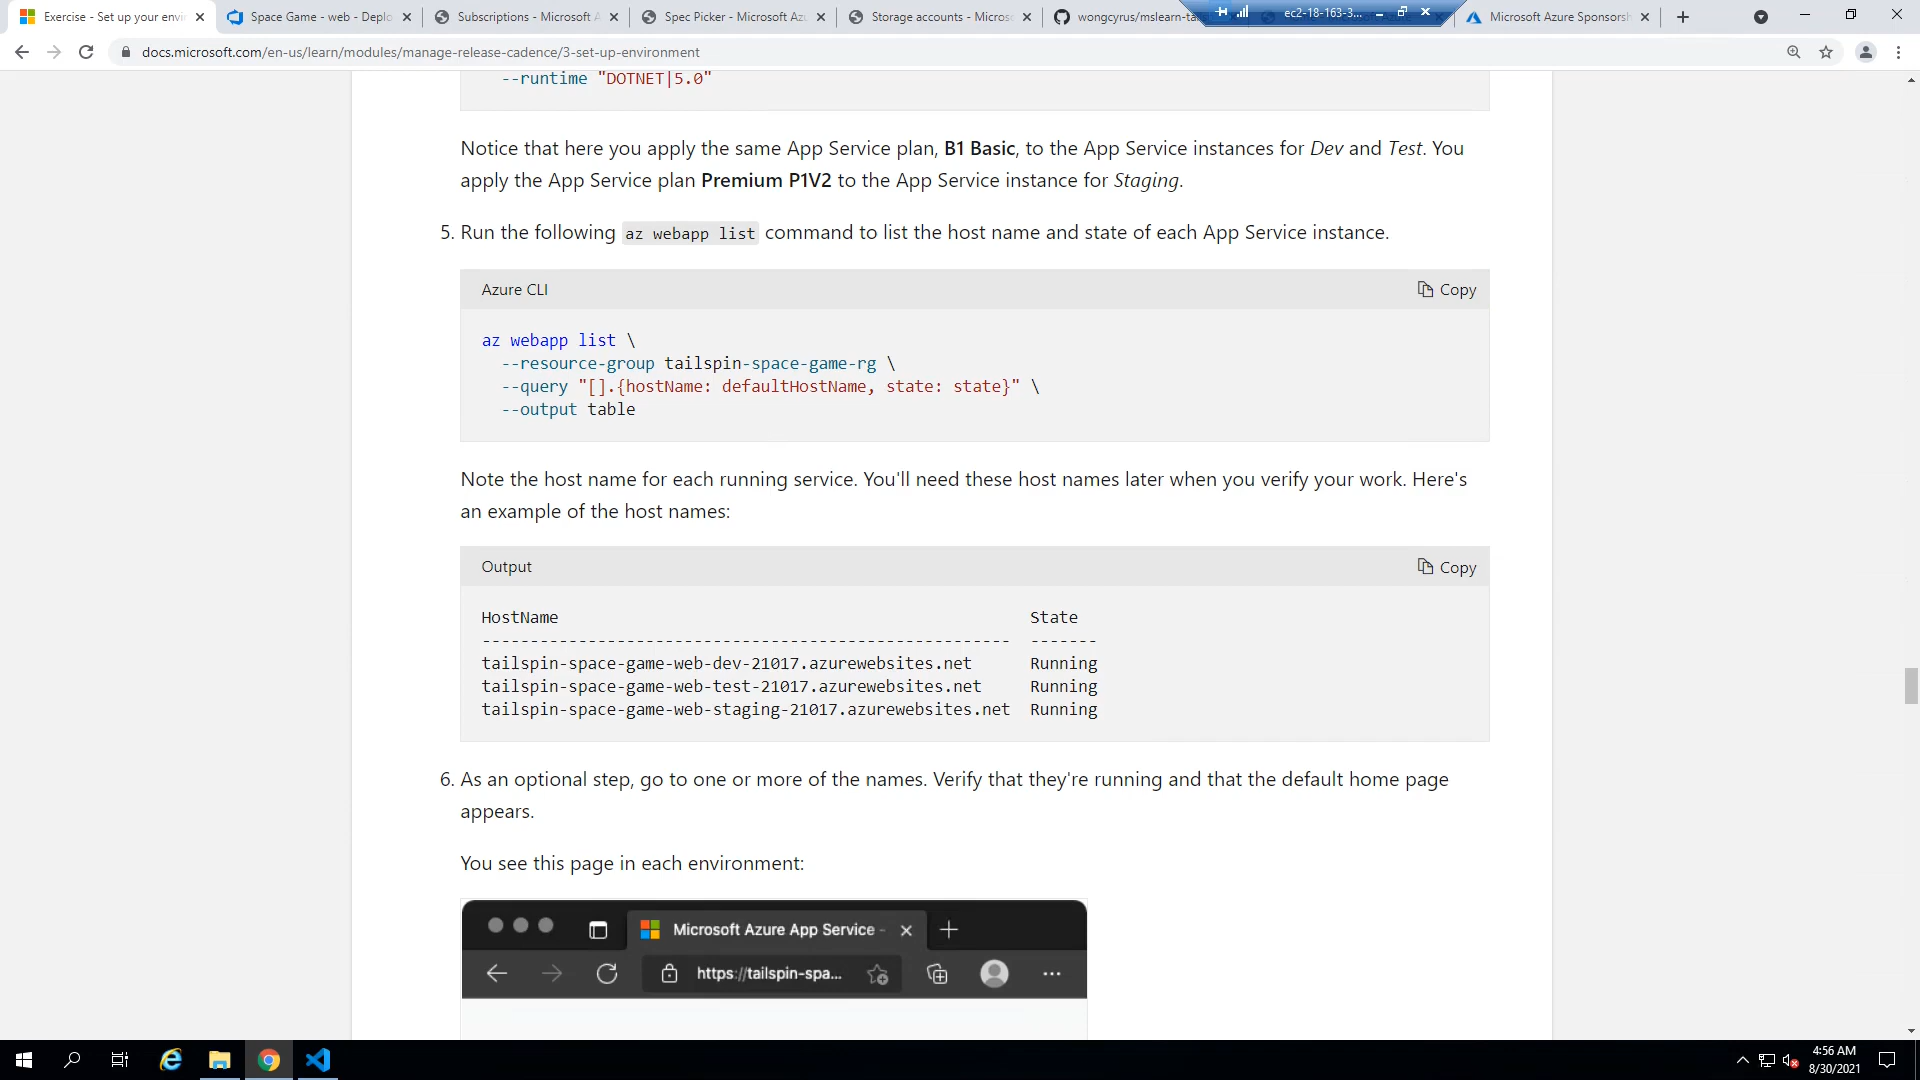 Exercise - Set up your envir
Space Game - web - Deplo
Subscriptions - Microsoft A
Spec Picker - Microsoft Azu
Storage accounts - Microso
wongcyrus/mslearn-tail
ec2-18-163-3...
Microsoft Azure Sponsorsh
docs.microsoft.com/en-us/learn/modules/manage-release-cadence/3-set-up-environment
--runtime "DOTNET|5.0"
Notice that here you apply the same App Service plan, B1 Basic, to the App Service instances for Dev and Test. You
apply the App Service plan Premium P1V2 to the App Service instance for Staging.
5. Run the following az webapp list command to list the host name and state of each App Service instance.
Azure CLI
Copy
az webapp list \
--resource-group tailspin-space-game-rg \
--query "[].{hostName: defaultHostName, state: state}" \
--output table
Note the host name for each running service. You'll need these host names later when you verify your work. Here's
an example of the host names:
Output
Copy
HostName State
------------------------------------------------------- -------
tailspin-space-game-web-dev-21017.azurewebsites.net Running
tailspin-space-game-web-test-21017.azurewebsites.net Running
tailspin-space-game-web-staging-21017.azurewebsites.net Running
6. As an optional step, go to one or more of the names. Verify that they're running and that the default home page
appears.
You see this page in each environment:
Microsoft Azure App Service -
https://tailspin-spa...
4:56 AM
8/30/2021